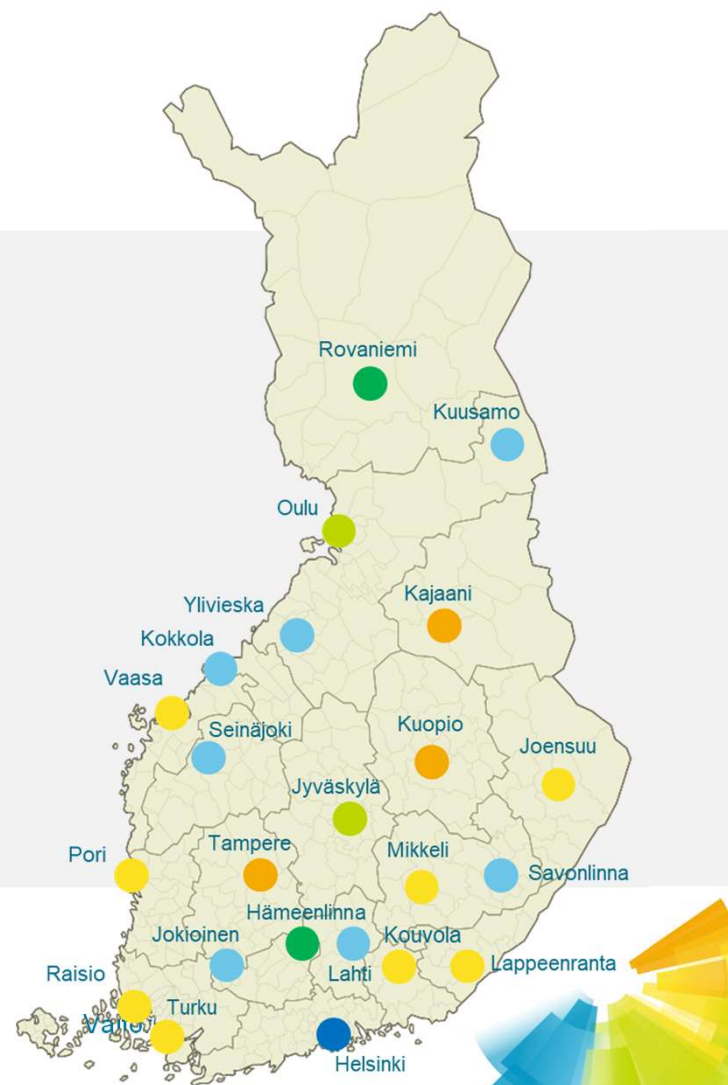 Rovaniemi
Kuusamo
Oulu
Kajaani
Ylivieska
Kokkola
Vaasa
Seinäjoki
Kuopio
Joensuu
Jyväskylä
Tampere
Mikkeli
Pori
Savonlinna
Hämeenlinna
Jokioinen
Kouvola
Lahti
Lappeenranta
Raisio
Turku
Helsinki